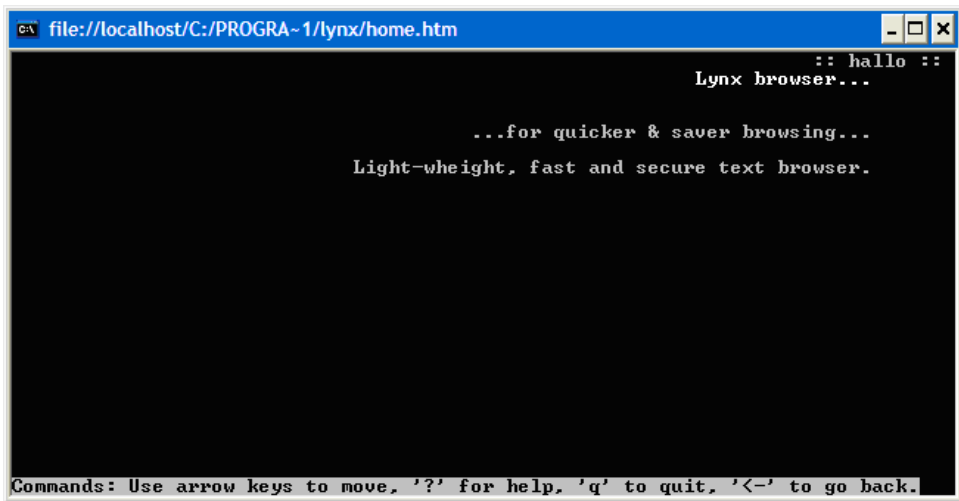 file://localhost/C:/PROGRA~1/lynx/home.htm
:: hallo ::
Lynx browser...
...for quicker & saver browsing...
Light-wheight, fast and secure text browser.
Commands: Use arrow keys to move, '?' for help, 'q' to quit, '<-' to go back.